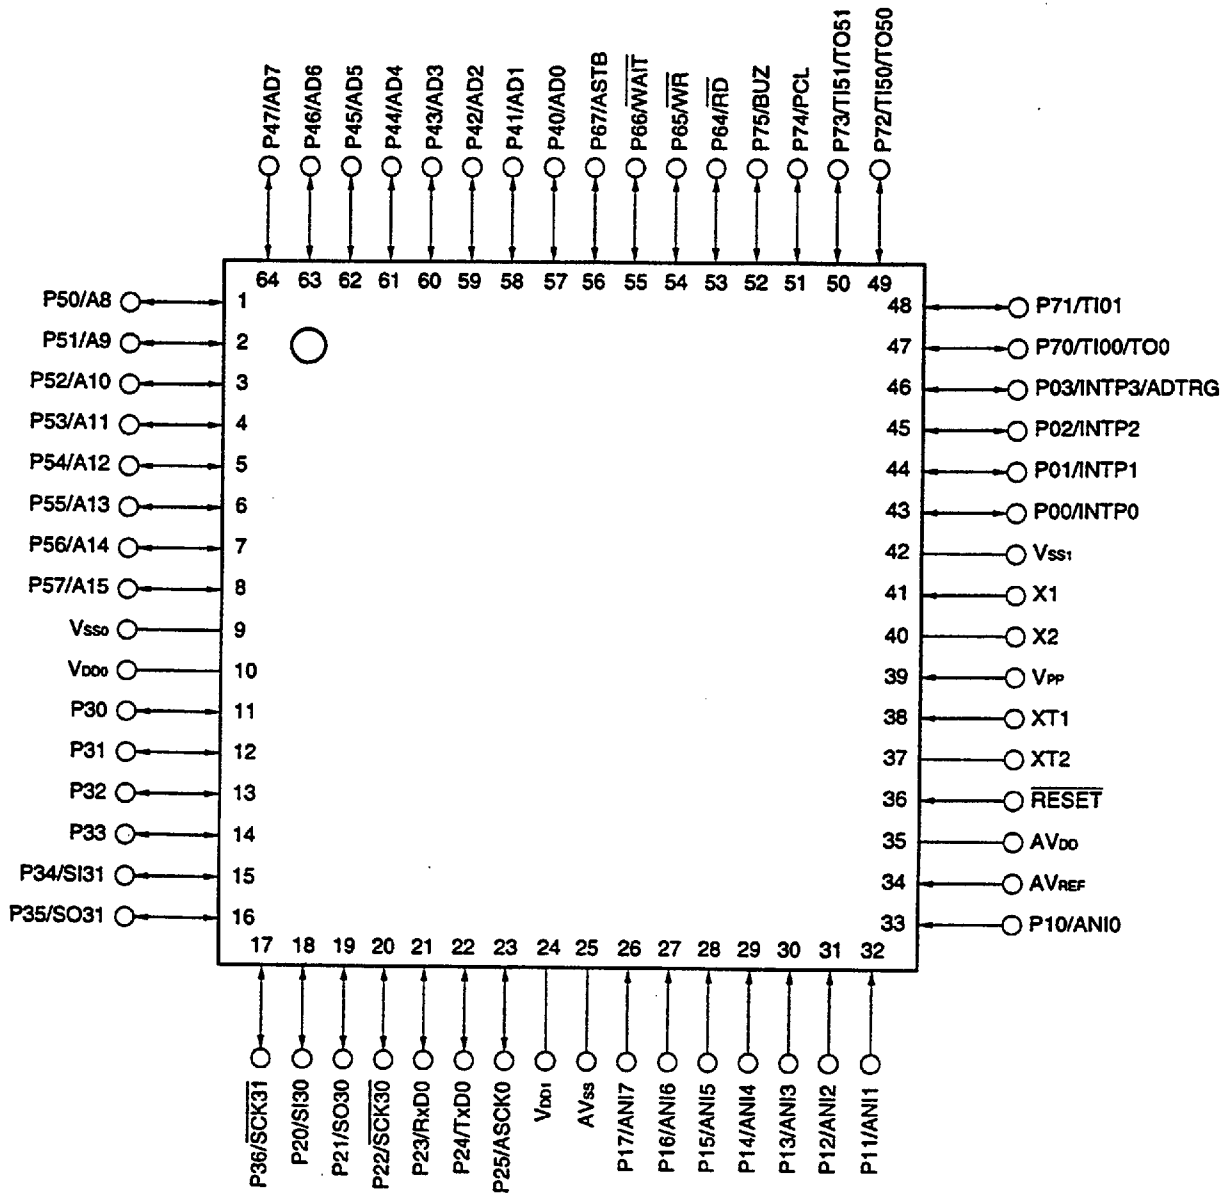 P47/AD7
P46/AD6
P45/AD5
P44/AD4
P43/AD3
P42/AD2
P41/AD1
P40/AD0
P67/ASTB
P66/W̅A̅I̅T̅
P65/W̅R̅
P64/R̅D̅
P75/BUZ
P74/PCL
P73/TI51/TO51
P72/TI50/TO50
64 63 62 61 60 59 58 57 56 55 54 53 52 51 50 49
P50/A8 1
P51/A9 2
P52/A10 3
P53/A11 4
P54/A12 5
P55/A13 6
P56/A14 7
P57/A15 8
VSS0 9
VDD0 10
P30 11
P31 12
P32 13
P33 14
P34/SI31 15
P35/SO31 16
48 P71/TI01
47 P70/TI00/TO0
46 P03/INTP3/ADTRG
45 P02/INTP2
44 P01/INTP1
43 P00/INTP0
42 VSS1
41 X1
40 X2
39 VPP
38 XT1
37 XT2
36 R̅E̅S̅E̅T̅
35 AVDD
34 AVREF
33 P10/ANI0
17 18 19 20 21 22 23 24 25 26 27 28 29 30 31 32
P36/S̅C̅K̅3̅1̅
P20/SI30
P21/SO30
P22/S̅C̅K̅3̅0̅
P23/RxD0
P24/TxD0
P25/ASCK0
VDD1
AVSS
P17/ANI7
P16/ANI6
P15/ANI5
P14/ANI4
P13/ANI3
P12/ANI2
P11/ANI1